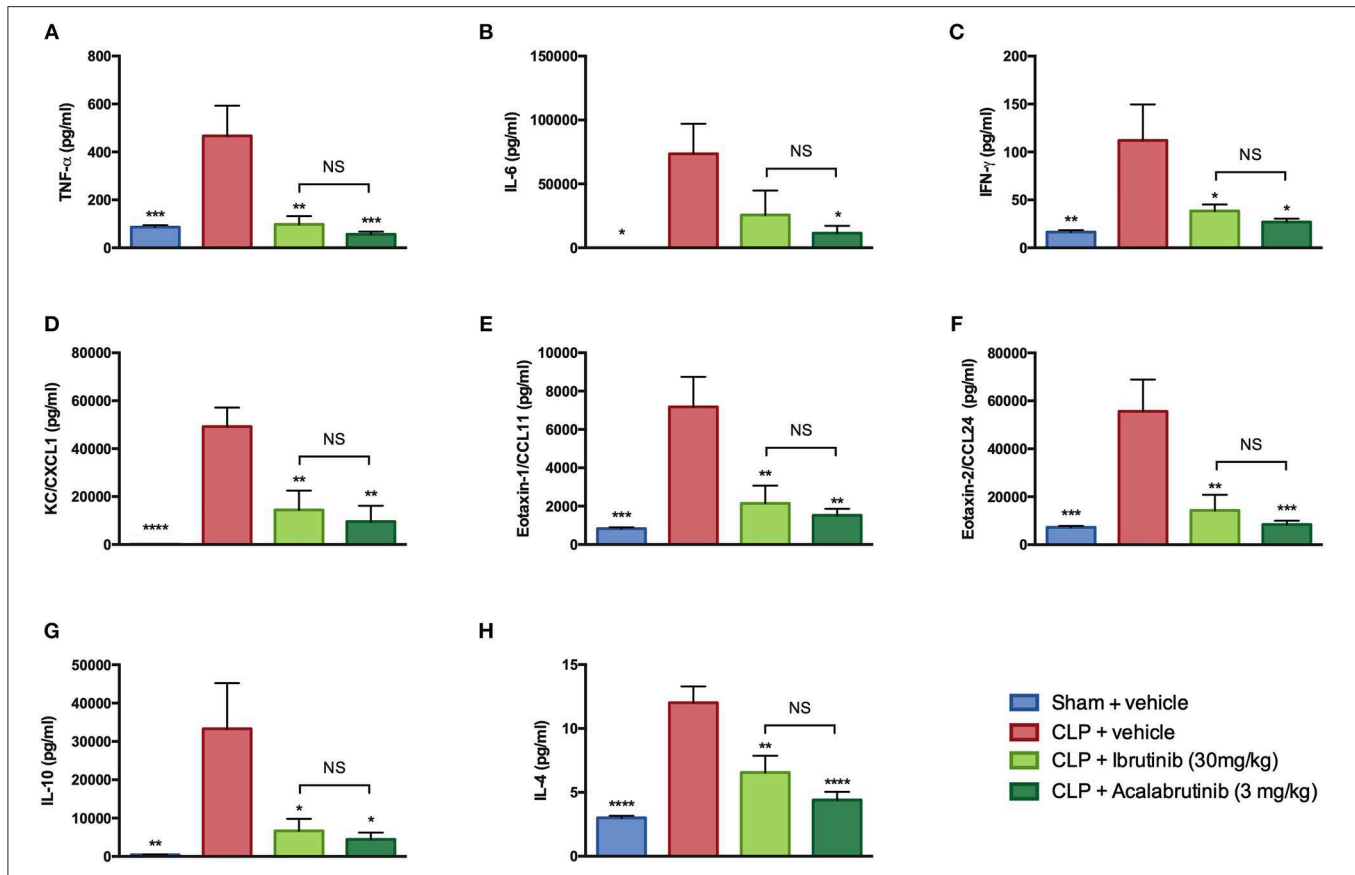 A
TNF-α (pg/ml)
800
600
400
200
0
***
**
***
NS
B
IL-6 (pg/ml)
150000
100000
50000
0
*
*
NS
C
IFN-γ (pg/ml)
200
150
100
50
0
**
*
*
NS
D
KC/CXCL1 (pg/ml)
80000
60000
40000
20000
0
****
**
**
NS
E
Eotaxin-1/CCL11 (pg/ml)
10000
8000
6000
4000
2000
0
***
**
**
NS
F
Eotaxin-2/CCL24 (pg/ml)
80000
60000
40000
20000
0
***
**
***
NS
G
IL-10 (pg/ml)
50000
40000
30000
20000
10000
0
**
*
*
NS
H
IL-4 (pg/ml)
15
10
5
0
****
**
****
NS
Sham + vehicle
CLP + vehicle
CLP + Ibrutinib (30mg/kg)
CLP + Acalabrutinib (3 mg/kg)